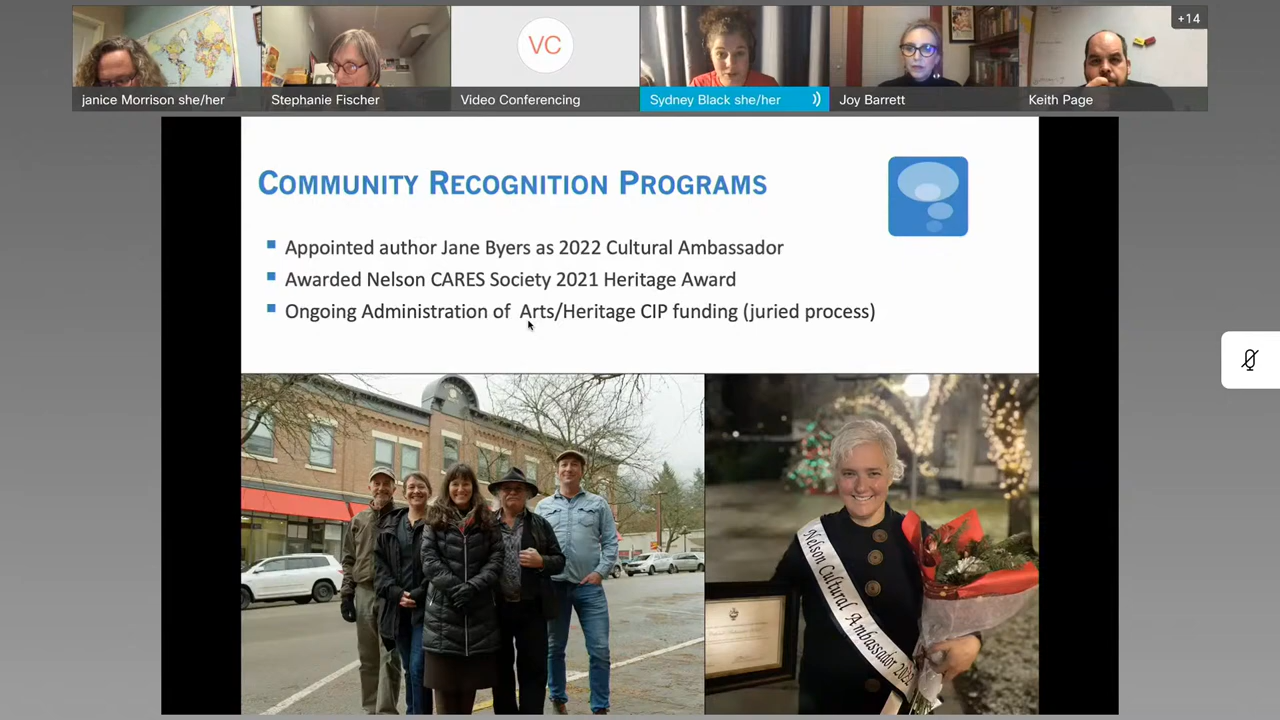 +14
VC
janice Morrison she/her
Stephanie Fischer
Video Conferencing
Sydney Black she/her
Joy Barrett
Keith Page
COMMUNITY RECOGNITION PROGRAMS
Appointed author Jane Byers as 2022 Cultural Ambassador
Awarded Nelson CARES Society 2021 Heritage Award
Ongoing Administration of Arts/Heritage CIP funding (juried process)
Nelson Cultural Ambassador 2022